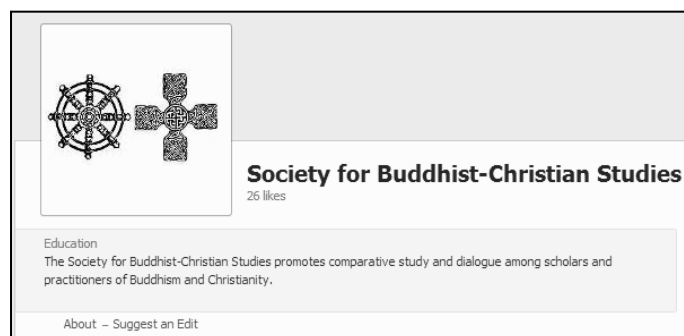 Society for Buddhist-Christian Studies
26 likes
Education
The Society for Buddhist-Christian Studies promotes comparative study and dialogue among scholars and
practitioners of Buddhism and Christianity.
About – Suggest an Edit